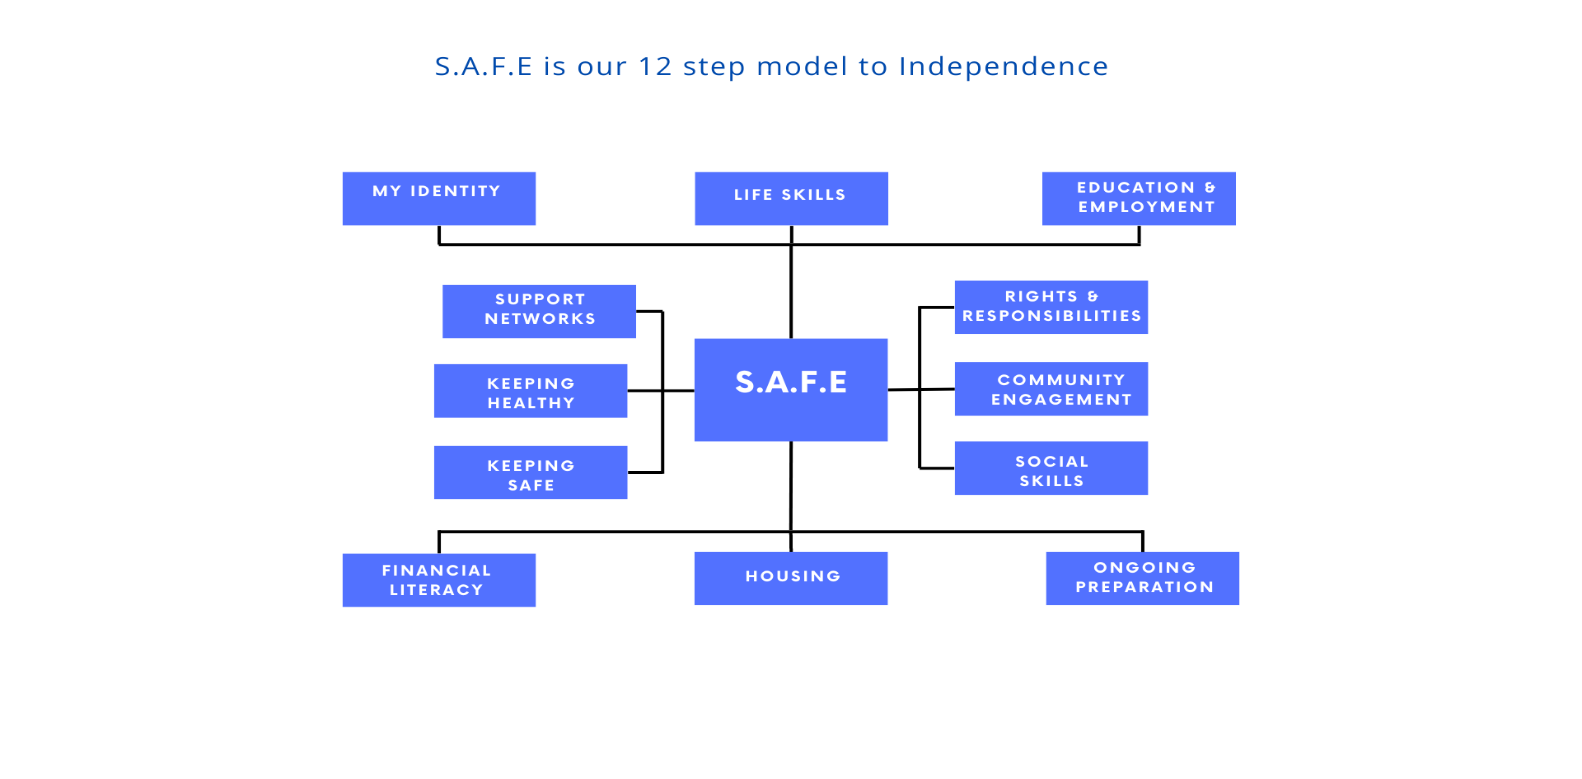 S.A.F.E is our 12 step model to Independence
MY IDENTITY
LIFE SKILLS
EDUCATION &
EMPLOYMENT
SUPPORT
NETWORKS
RIGHTS &
RESPONSIBILITIES
KEEPING
HEALTHY
S.A.F.E
COMMUNITY
ENGAGEMENT
KEEPING
SAFE
SOCIAL
SKILLS
FINANCIAL
LITERACY
HOUSING
ONGOING
PREPARATION